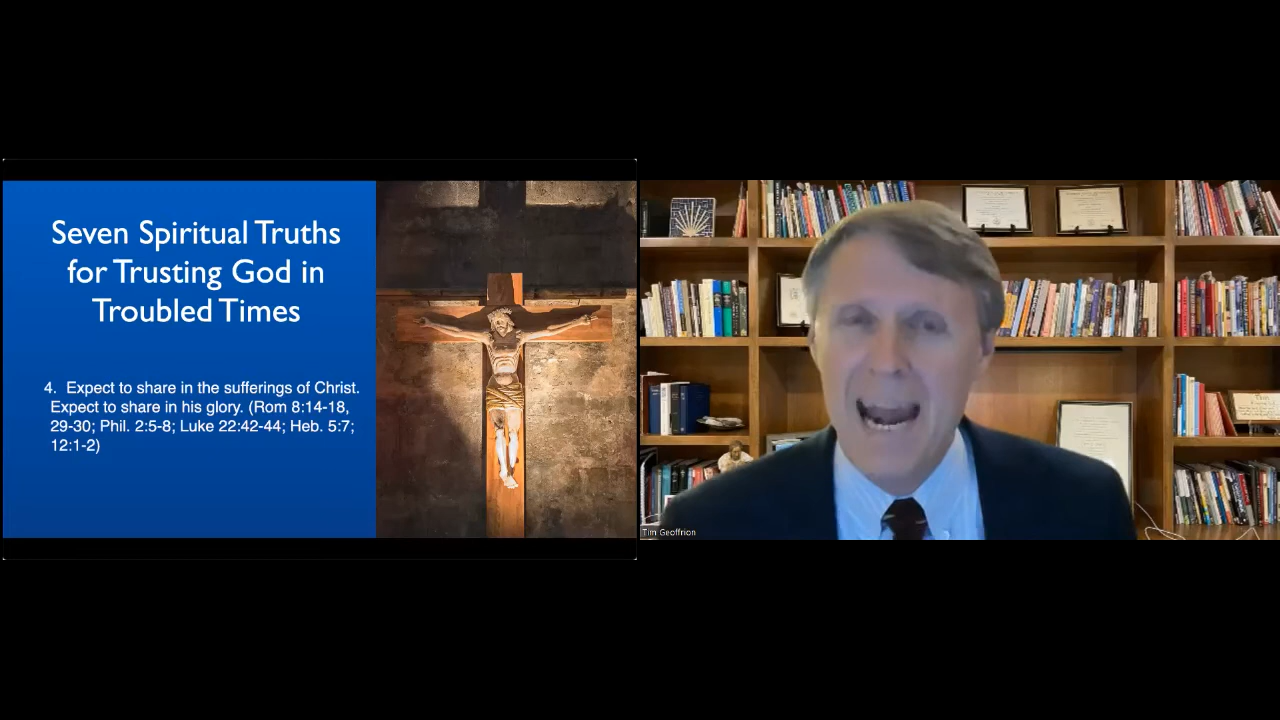 Seven Spiritual Truths
for Trusting God in
Troubled Times
4. Expect to share in the sufferings of Christ.
Expect to share in his glory. (Rom 8:14-18,
29-30; Phil. 2:5-8; Luke 22:42-44; Heb. 5:7;
12:1-2)
Tim Geoffrion